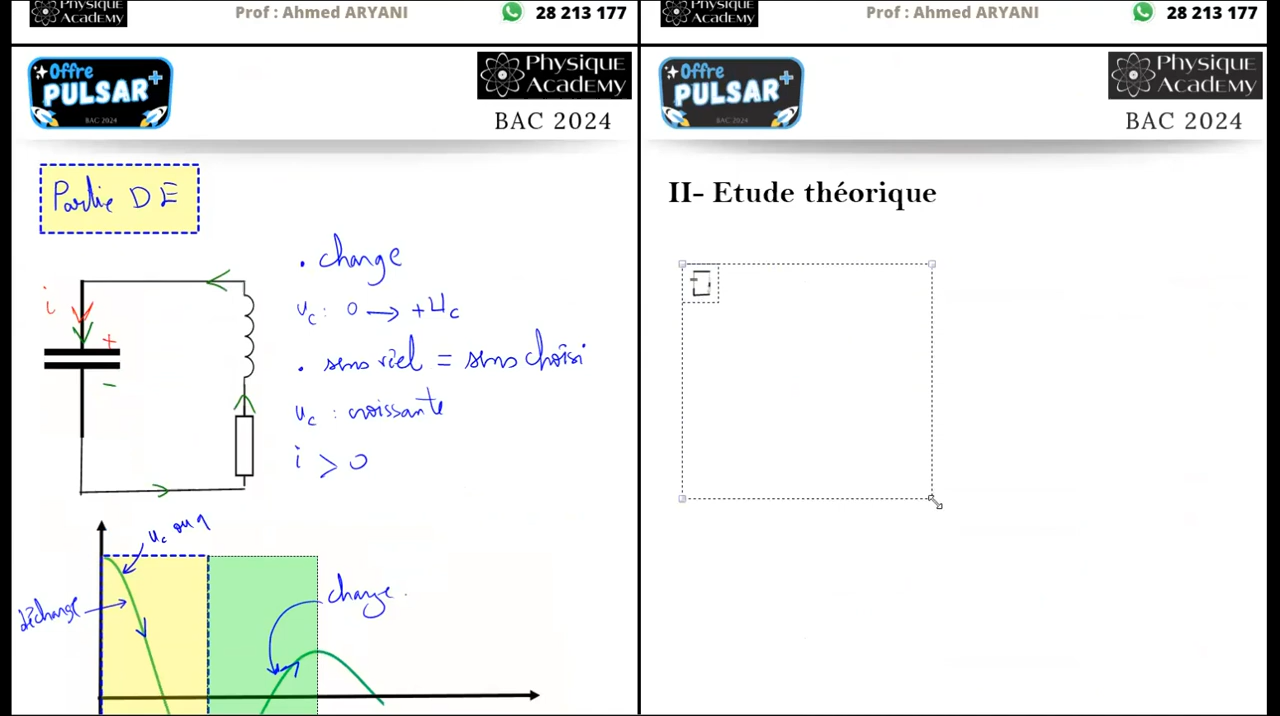 Physique
Academy
Prof : Ahmed ARYANI
28 213 177
Offre
PULSAR+
BAC 2024
Physique
Academy
BAC 2024
Partie DE
i
+
-
. charge
uc : 0 → +Uc
. sens réel = sens choisi
uc : croissante
i > 0
uc ou q
décharge
charge.
Physique
Academy
Prof : Ahmed ARYANI
28 213 177
Offre
PULSAR+
BAC 2024
Physique
Academy
BAC 2024
II- Etude théorique